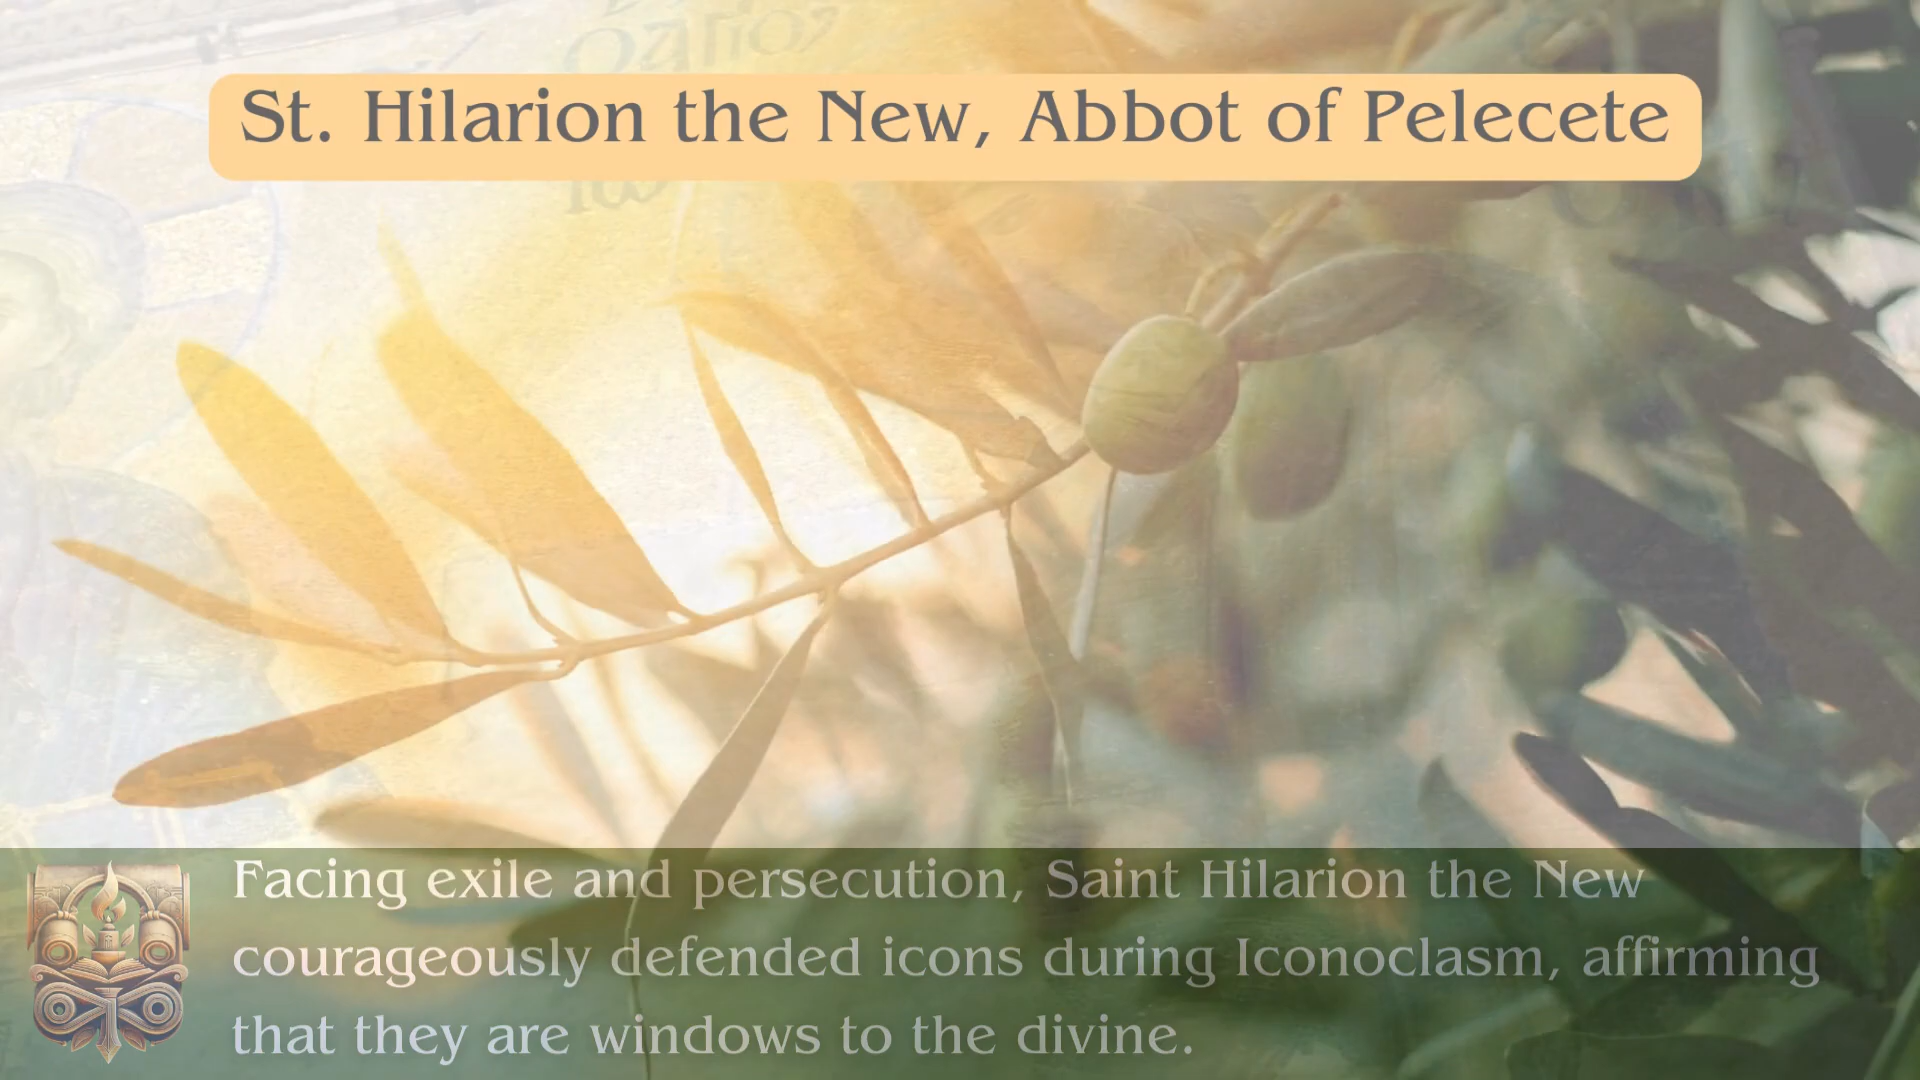 St. Hilarion the New, Abbot of Pelecete
Facing exile and persecution, Saint Hilarion the New
courageously defended icons during Iconoclasm, affirming
that they are windows to the divine.